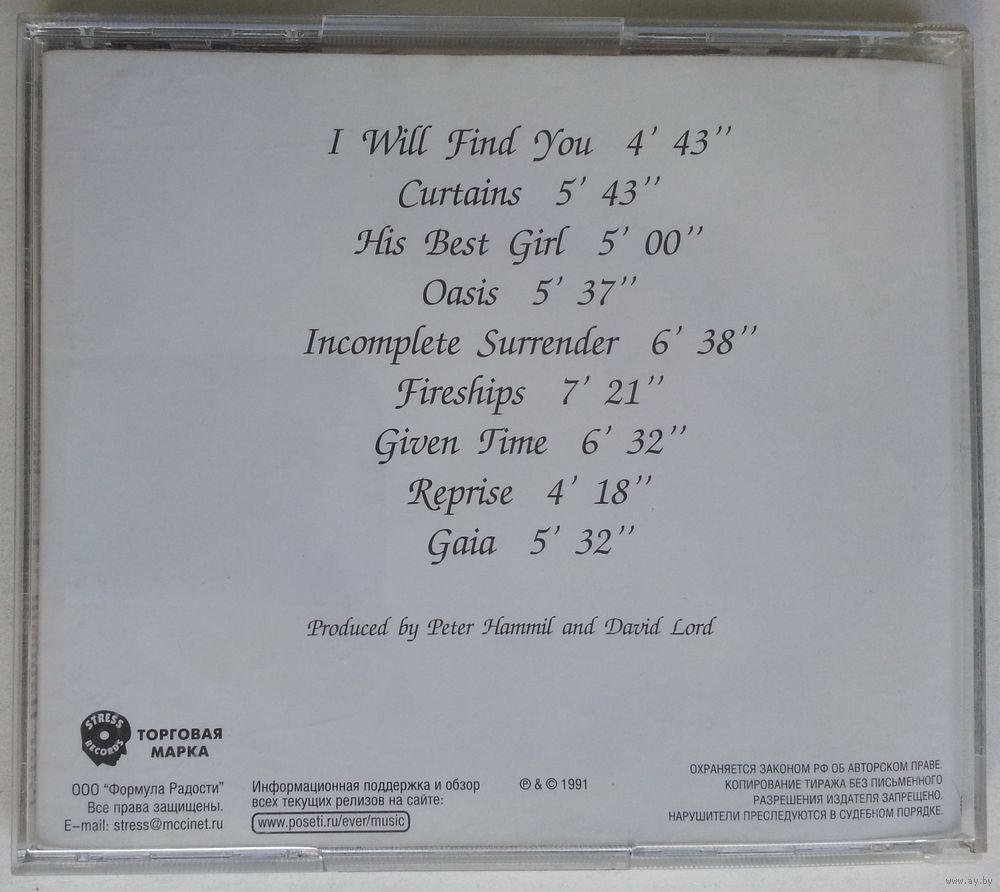 I Will Find You 4' 43''
Curtains 5' 43''
His Best Girl 5' 00''
Oasis 5' 37''
Incomplete Surrender 6' 38''
Fireships 7' 21''
Given Time 6' 32''
Reprise 4' 18''
Gaia 5' 32''
Produced by Peter Hammil and David Lord
STRESS
RECORDS
ТОРГОВАЯ
МАРКА
ООО "Формула Радости"
Все права защищены.
E-mail: stress@mccinet.ru
Информационная поддержка и обзор
всех текущих релизов на сайте:
www.poseti.ru/ever/music
℗ & © 1991
ОХРАНЯЕТСЯ ЗАКОНОМ РФ ОБ АВТОРСКОМ ПРАВЕ.
КОПИРОВАНИЕ ТИРАЖА БЕЗ ПИСЬМЕННОГО
РАЗРЕШЕНИЯ ИЗДАТЕЛЯ ЗАПРЕЩЕНО.
НАРУШИТЕЛИ ПРЕСЛЕДУЮТСЯ В СУДЕБНОМ ПОРЯДКЕ.
www.ay.by